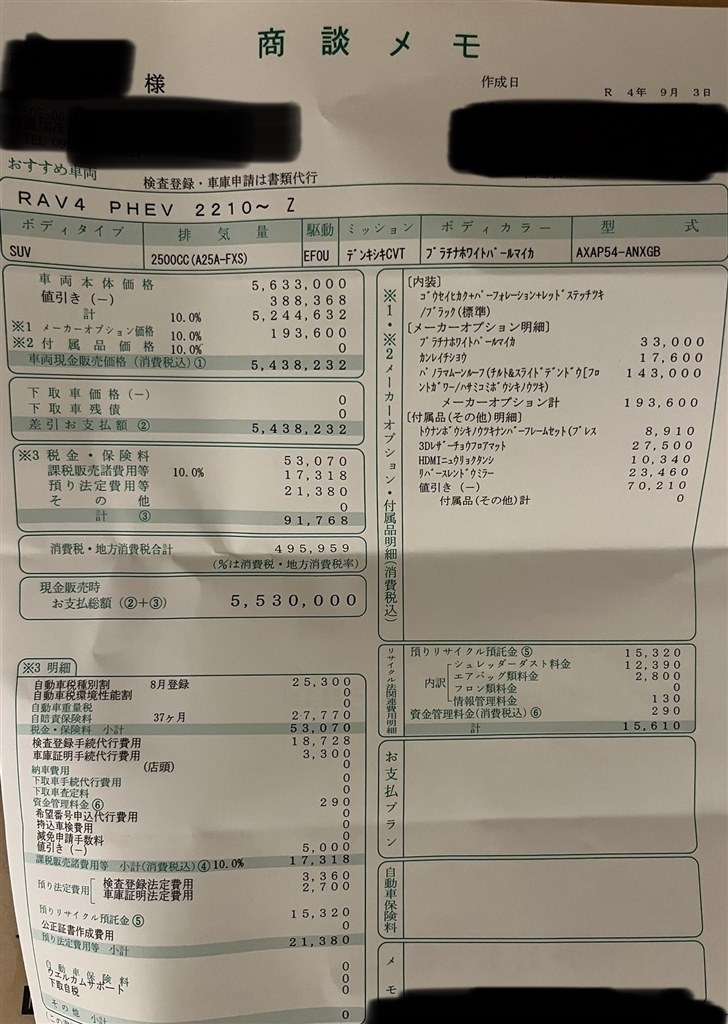 商談メモ
様
作成日
R 4年 9月 3日
おすすめ車両
検査登録・車庫申請は書類代行
RAV4 PHEV 2210~ Z
ボディタイプ 排気量 駆動 ミッション ボディカラー 型式
SUV 2500CC(A25A-FXS) EFOU デンキシキCVT プラチナホワイトパールマイカ AXAP54-ANXGB
車両本体価格 5,633,000
値引き(-) 388,368
計 10.0% 5,244,632
※1 メーカーオプション価格 10.0% 193,600
※2 付属品価格 10.0% 0
車両現金販売価格(消費税込)① 5,438,232
下取車価格(-) 0
下取車残債 0
差引お支払額② 5,438,232
※3 税金・保険料 53,070
課税販売諸費用等 10.0% 17,318
預り法定費用等 21,380
その他 0
計 ③ 91,768
消費税・地方消費税合計 495,959
(%は消費税・地方消費税率)
現金販売時
お支払総額(②+③) 5,530,000
※3 明細
自動車税種別割 8月登録 25,300
自動車税環境性能割 0
自動車重量税 0
自賠責保険料 37ヶ月 27,770
税金・保険料 小計 53,070
検査登録手続代行費用 18,728
車庫証明手続代行費用 3,300
納車費用 (店頭) 0
下取車手続代行費用 0
下取車査定料 0
資金管理料金⑥ 290
希望番号申込代行費用 0
持込車検費用 0
減免申請手数料 0
値引き(-) 5,000
課税販売諸費用等 小計(消費税込)④10.0% 17,318
預り法定費用 検査登録法定費用 3,360
車庫証明法定費用 2,700
預りリサイクル預託金⑤ 15,320
公正証書作成費用 0
預り法定費用等 小計 21,380
自動車保険料 0
ウエルカムサポート 0
下取自税 0
その他 小計 0
※1・※2メーカーオプション・付属品明細(消費税込)
[内装]
ゴウセイヒカク+パーフォレーション+レッドステッチツキ
/ブラック(標準)
[メーカーオプション明細]
プラチナホワイトパールマイカ 33,000
カンレイチショウ 17,600
パノラマムーンルーフ(チルト&スライドデンドウ[フロ 143,000
ントガワー/ハサミコミボウシキノウツキ)
メーカーオプション計 193,600
[付属品(その他)明細]
トウナンボウシキノウツキナンバーフレームセット(プレス 8,910
3Dレザーチョウフロアマット 27,500
HDMIニュウリョクタンシ 10,340
リバースレンドウミラー 23,460
値引き(-) 70,210
付属品(その他)計 0
リサイクル法関連費用明細
預りリサイクル預託金⑤ 15,320
内訳 シュレッダーダスト料金 12,390
エアバッグ類料金 2,800
フロン類料金 0
情報管理料金 130
資金管理料金(消費税込)⑥ 290
計 15,610
お支払プラン
自動車保険料
メモ